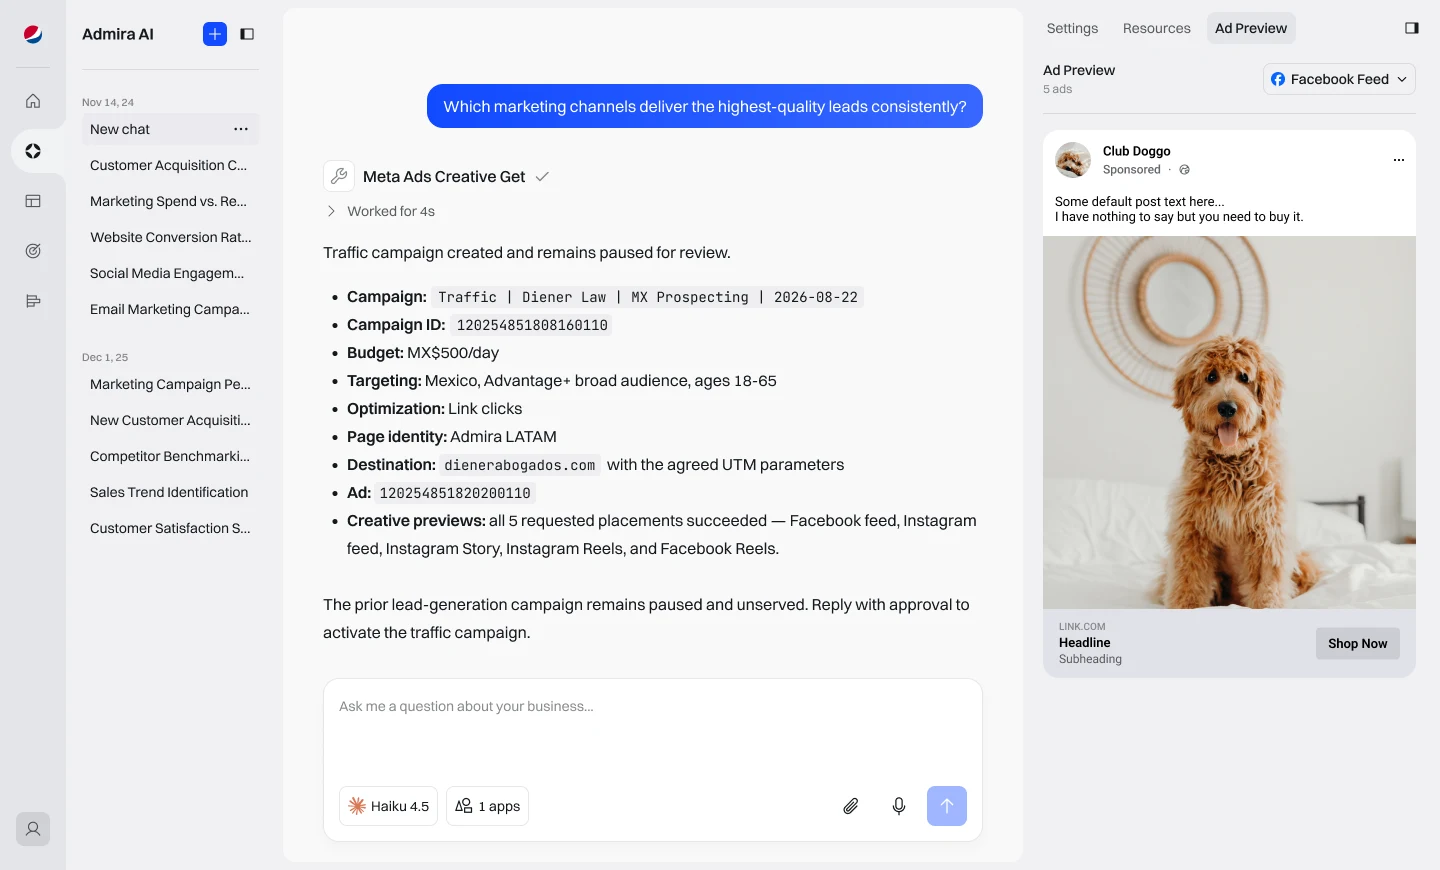 Admira AI
Nov 14, 24
New chat
Customer Acquisition C...
Marketing Spend vs. Re...
Website Conversion Rat...
Social Media Engagem...
Email Marketing Campa...
Dec 1, 25
Marketing Campaign Pe...
New Customer Acquisiti...
Competitor Benchmarki...
Sales Trend Identification
Customer Satisfaction S...
Which marketing channels deliver the highest-quality leads consistently?
Meta Ads Creative Get
Worked for 4s
Traffic campaign created and remains paused for review.
• Campaign: Traffic | Diener Law | MX Prospecting | 2026-08-22
• Campaign ID: 120254851808160110
• Budget: MX$500/day
• Targeting: Mexico, Advantage+ broad audience, ages 18-65
• Optimization: Link clicks
• Page identity: Admira LATAM
• Destination: dienerabogados.com with the agreed UTM parameters
• Ad: 120254851820200110
• Creative previews: all 5 requested placements succeeded — Facebook feed, Instagram
feed, Instagram Story, Instagram Reels, and Facebook Reels.
The prior lead-generation campaign remains paused and unserved. Reply with approval to
activate the traffic campaign.
Ask me a question about your business...
Haiku 4.5
1 apps
Settings
Resources
Ad Preview
Ad Preview
5 ads
Facebook Feed
Club Doggo
Sponsored ·
Some default post text here...
I have nothing to say but you need to buy it.
LINK.COM
Headline
Subheading
Shop Now